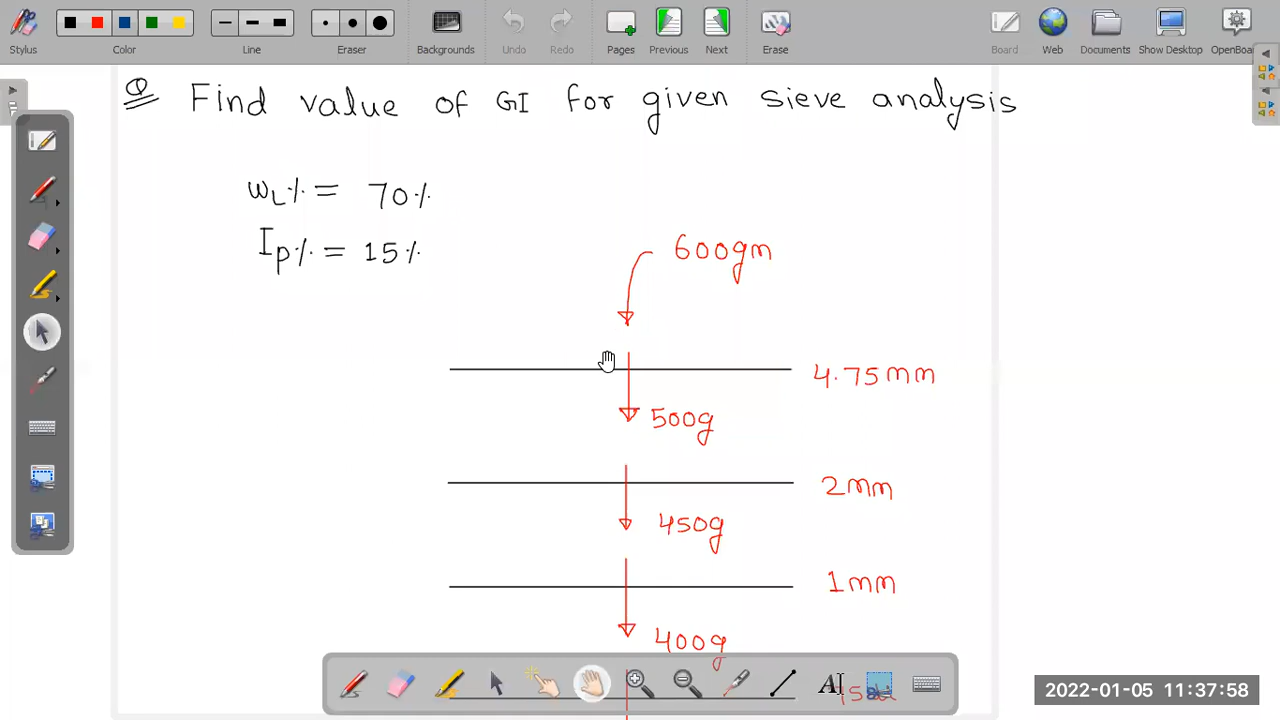 Stylus
Color
Line
Eraser
Backgrounds
Undo
Redo
Pages
Previous
Next
Erase
Board
Web
Documents
Show Desktop
OpenBoard
Q Find value of GI for given sieve analysis
WL% = 70%
Ip% = 15%
600gm
4.75mm
500g
2mm
450g
1mm
400g
2022-01-05 11:37:58